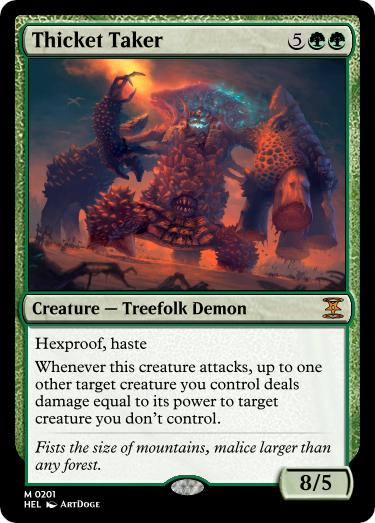 Thicket Taker 5
Creature — Treefolk Demon
Hexproof, haste
Whenever this creature attacks, up to one
other target creature you control deals
damage equal to its power to target
creature you don't control.
Fists the size of mountains, malice larger than
any forest.
8/5
M 0201
HEL ArtDoge